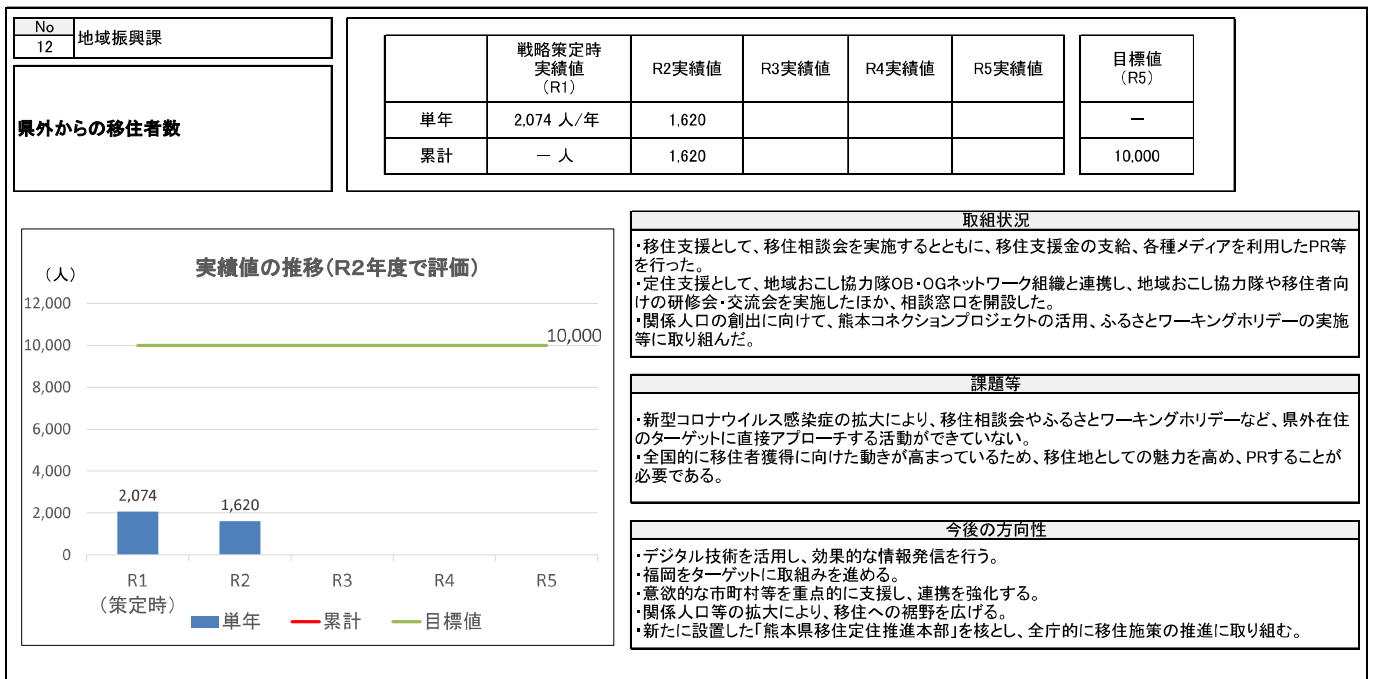 No
12
地域振興課
県外からの移住者数
戦略策定時
実績値
（R1）
R2実績値
R3実績値
R4実績値
R5実績値
目標値
（R5）
単年
2,074 人/年
1,620
－
累計
－ 人
1,620
10,000
実績値の推移（R２年度で評価）
（人）
12,000
10,000
8,000
6,000
4,000
2,000
0
10,000
2,074
1,620
R1
（策定時）
R2
R3
R4
R5
単年
累計
目標値
取組状況
・移住支援として、移住相談会を実施するとともに、移住支援金の支給、各種メディアを利用したPR等
を行った。
・定住支援として、地域おこし協力隊OB・OGネットワーク組織と連携し、地域おこし協力隊や移住者向
けの研修会・交流会を実施したほか、相談窓口を開設した。
・関係人口の創出に向けて、熊本コネクションプロジェクトの活用、ふるさとワーキングホリデーの実施
等に取り組んだ。
課題等
・新型コロナウイルス感染症の拡大により、移住相談会やふるさとワーキングホリデーなど、県外在住
のターゲットに直接アプローチする活動ができていない。
・全国的に移住者獲得に向けた動きが高まっているため、移住地としての魅力を高め、PRすることが
必要である。
今後の方向性
・デジタル技術を活用し、効果的な情報発信を行う。
・福岡をターゲットに取組みを進める。
・意欲的な市町村等を重点的に支援し、連携を強化する。
・関係人口等の拡大により、移住への裾野を広げる。
・新たに設置した「熊本県移住定住推進本部」を核とし、全庁的に移住施策の推進に取り組む。